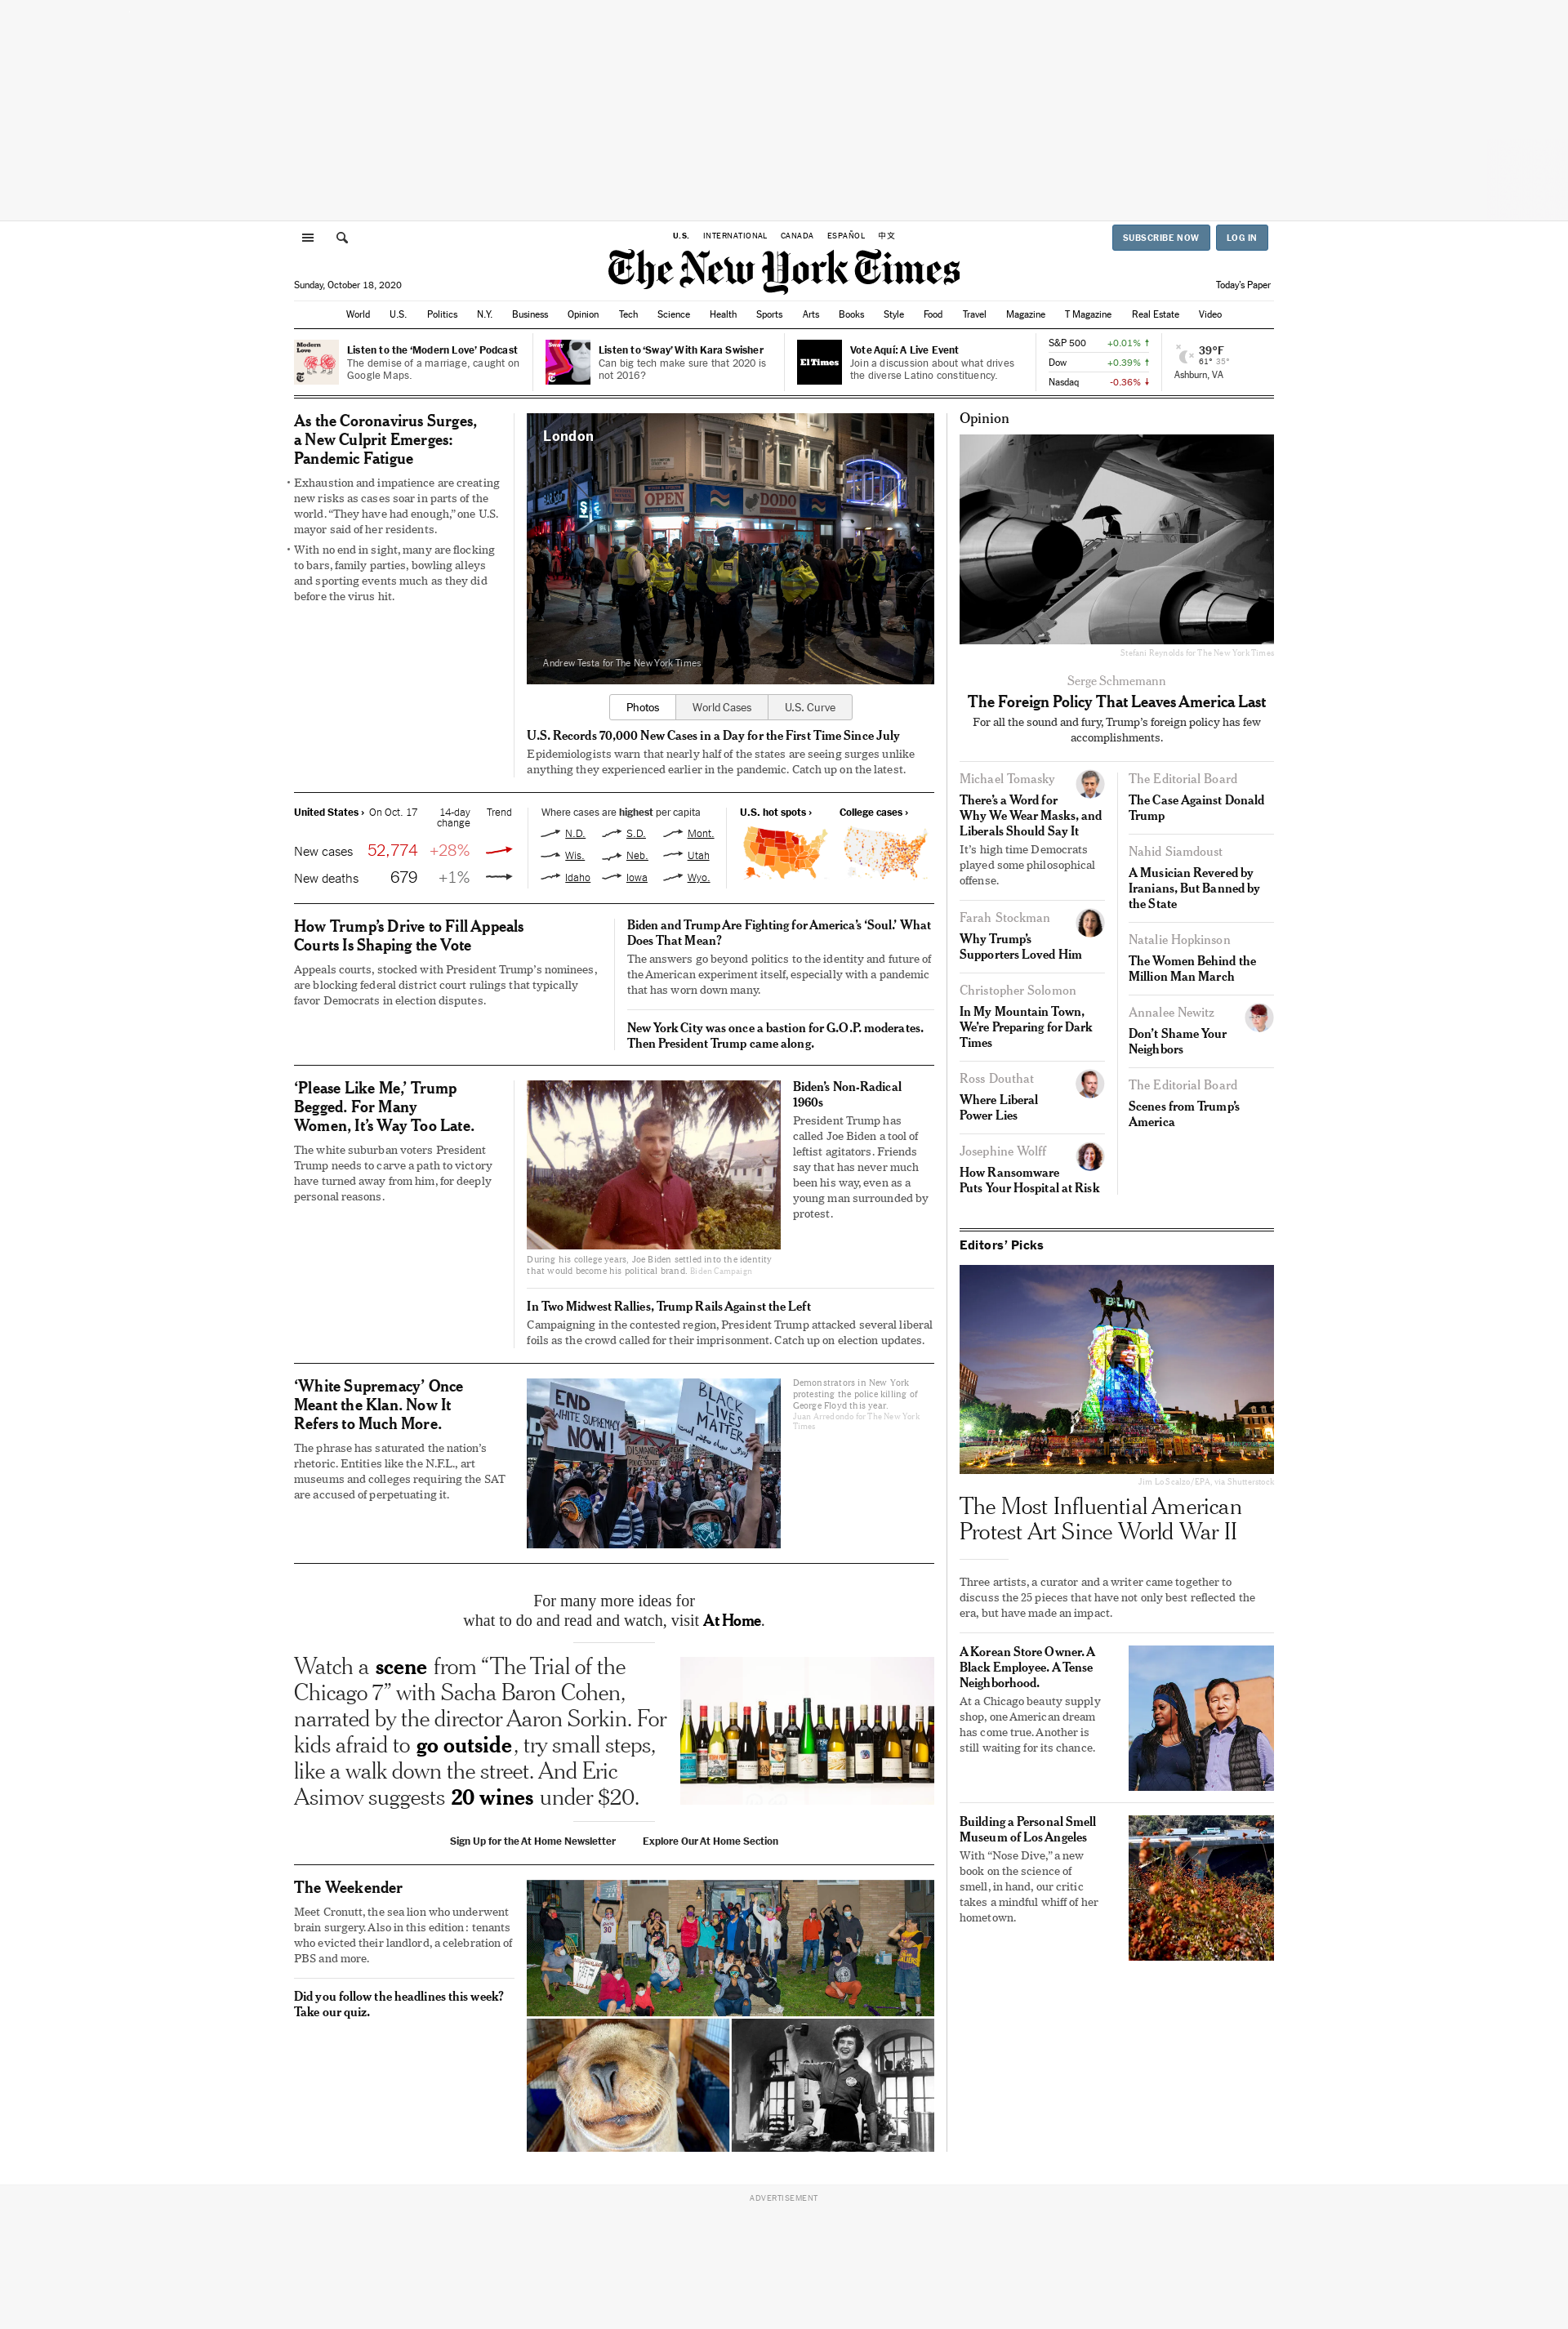 U.S. INTERNATIONAL CANADA ESPAÑOL 中文
SUBSCRIBE NOW LOG IN
The New York Times
Sunday, October 18, 2020
Today's Paper
World U.S. Politics N.Y. Business Opinion Tech Science Health Sports Arts Books Style Food Travel Magazine T Magazine Real Estate Video
Modern
Love
Listen to the ‘Modern Love’ Podcast
The demise of a marriage, caught on
Google Maps.
Sway
Listen to ‘Sway’ With Kara Swisher
Can big tech make sure that 2020 is
not 2016?
El Times
Vote Aquí: A Live Event
Join a discussion about what drives
the diverse Latino constituency.
S&P 500 +0.01% ↑
Dow +0.39% ↑
Nasdaq -0.36% ↓
39°F
61° 35°
Ashburn, VA
As the Coronavirus Surges,
a New Culprit Emerges:
Pandemic Fatigue
• Exhaustion and impatience are creating
new risks as cases soar in parts of the
world. “They have had enough,” one U.S.
mayor said of her residents.
• With no end in sight, many are flocking
to bars, family parties, bowling alleys
and sporting events much as they did
before the virus hit.
London
OPEN
DODO
Andrew Testa for The New York Times
Photos World Cases U.S. Curve
U.S. Records 70,000 New Cases in a Day for the First Time Since July
Epidemiologists warn that nearly half of the states are seeing surges unlike
anything they experienced earlier in the pandemic. Catch up on the latest.
United States › On Oct. 17 14-day
change Trend
New cases 52,774 +28%
New deaths 679 +1%
Where cases are highest per capita
N.D. S.D. Mont.
Wis. Neb. Utah
Idaho Iowa Wyo.
U.S. hot spots ›
College cases ›
How Trump’s Drive to Fill Appeals
Courts Is Shaping the Vote
Appeals courts, stocked with President Trump’s nominees,
are blocking federal district court rulings that typically
favor Democrats in election disputes.
Biden and Trump Are Fighting for America’s ‘Soul.’ What
Does That Mean?
The answers go beyond politics to the identity and future of
the American experiment itself, especially with a pandemic
that has worn down many.
New York City was once a bastion for G.O.P. moderates.
Then President Trump came along.
‘Please Like Me,’ Trump
Begged. For Many
Women, It’s Way Too Late.
The white suburban voters President
Trump needs to carve a path to victory
have turned away from him, for deeply
personal reasons.
During his college years, Joe Biden settled into the identity
that would become his political brand. Biden Campaign
Biden’s Non-Radical
1960s
President Trump has
called Joe Biden a tool of
leftist agitators. Friends
say that has never much
been his way, even as a
young man surrounded by
protest.
In Two Midwest Rallies, Trump Rails Against the Left
Campaigning in the contested region, President Trump attacked several liberal
foils as the crowd called for their imprisonment. Catch up on election updates.
‘White Supremacy’ Once
Meant the Klan. Now It
Refers to Much More.
The phrase has saturated the nation’s
rhetoric. Entities like the N.F.L., art
museums and colleges requiring the SAT
are accused of perpetuating it.
END
WHITE SUPREMACY
NOW!
BLACK
LIVES
MATTER
Demonstrators in New York
protesting the police killing of
George Floyd this year.
Juan Arredondo for The New York
Times
For many more ideas for
what to do and read and watch, visit At Home.
Watch a scene from “The Trial of the
Chicago 7” with Sacha Baron Cohen,
narrated by the director Aaron Sorkin. For
kids afraid to go outside, try small steps,
like a walk down the street. And Eric
Asimov suggests 20 wines under $20.
Sign Up for the At Home Newsletter Explore Our At Home Section
The Weekender
Meet Cronutt, the sea lion who underwent
brain surgery. Also in this edition: tenants
who evicted their landlord, a celebration of
PBS and more.
Did you follow the headlines this week?
Take our quiz.
30
Opinion
Stefani Reynolds for The New York Times
Serge Schmemann
The Foreign Policy That Leaves America Last
For all the sound and fury, Trump’s foreign policy has few
accomplishments.
Michael Tomasky
There’s a Word for
Why We Wear Masks, and
Liberals Should Say It
It’s high time Democrats
played some philosophical
offense.
Farah Stockman
Why Trump’s
Supporters Loved Him
Christopher Solomon
In My Mountain Town,
We’re Preparing for Dark
Times
Ross Douthat
Where Liberal
Power Lies
Josephine Wolff
How Ransomware
Puts Your Hospital at Risk
The Editorial Board
The Case Against Donald
Trump
Nahid Siamdoust
A Musician Revered by
Iranians, But Banned by
the State
Natalie Hopkinson
The Women Behind the
Million Man March
Annalee Newitz
Don’t Shame Your
Neighbors
The Editorial Board
Scenes from Trump’s
America
Editors’ Picks
BLM
Jim Lo Scalzo/EPA, via Shutterstock
The Most Influential American
Protest Art Since World War II
Three artists, a curator and a writer came together to
discuss the 25 pieces that have not only best reflected the
era, but have made an impact.
A Korean Store Owner. A
Black Employee. A Tense
Neighborhood.
At a Chicago beauty supply
shop, one American dream
has come true. Another is
still waiting for its chance.
Building a Personal Smell
Museum of Los Angeles
With “Nose Dive,” a new
book on the science of
smell, in hand, our critic
takes a mindful whiff of her
hometown.
ADVERTISEMENT